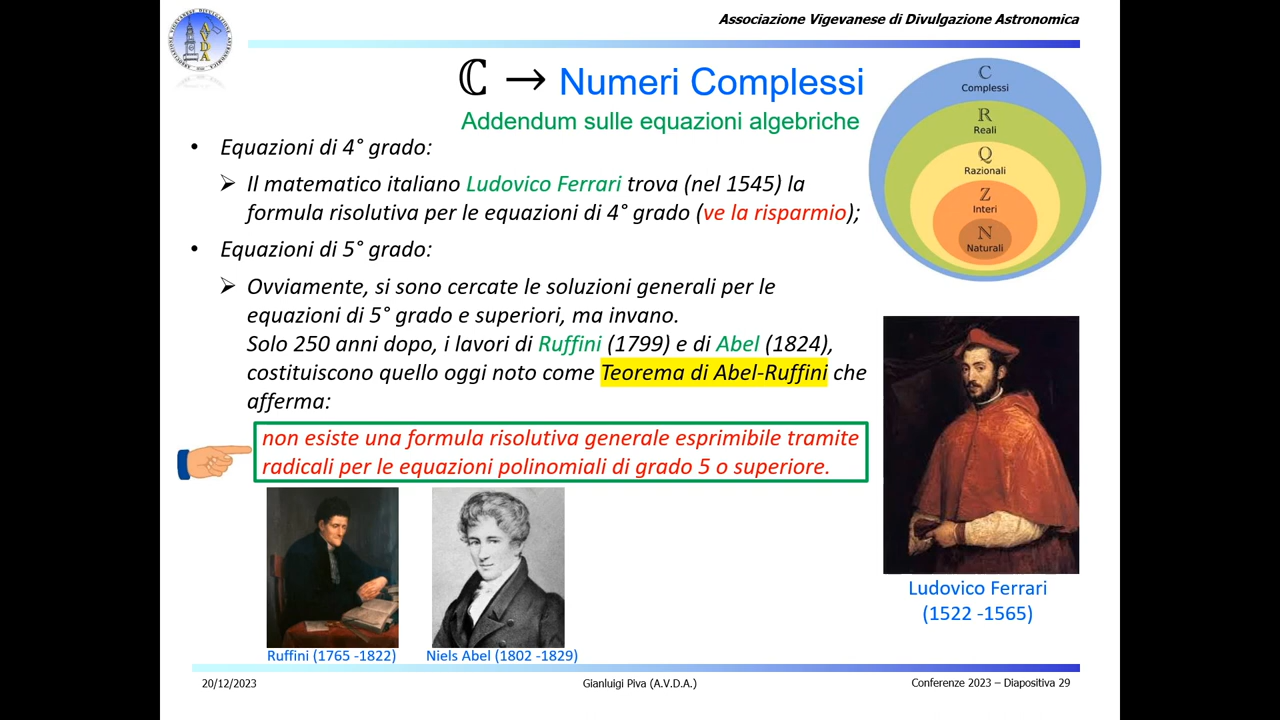 Associazione Vigevanese di Divulgazione Astronomica
ℂ → Numeri Complessi
Addendum sulle equazioni algebriche
• Equazioni di 4° grado:
➢ Il matematico italiano Ludovico Ferrari trova (nel 1545) la
formula risolutiva per le equazioni di 4° grado (ve la risparmio);
• Equazioni di 5° grado:
➢ Ovviamente, si sono cercate le soluzioni generali per le
equazioni di 5° grado e superiori, ma invano.
Solo 250 anni dopo, i lavori di Ruffini (1799) e di Abel (1824),
costituiscono quello oggi noto come Teorema di Abel-Ruffini che
afferma:
non esiste una formula risolutiva generale esprimibile tramite
radicali per le equazioni polinomiali di grado 5 o superiore.
C
Complessi
R
Reali
Q
Razionali
Z
Interi
N
Naturali
Ludovico Ferrari
(1522 -1565)
Ruffini (1765 -1822)
Niels Abel (1802 -1829)
20/12/2023
Gianluigi Piva (A.V.D.A.)
Conferenze 2023 – Diapositiva 29